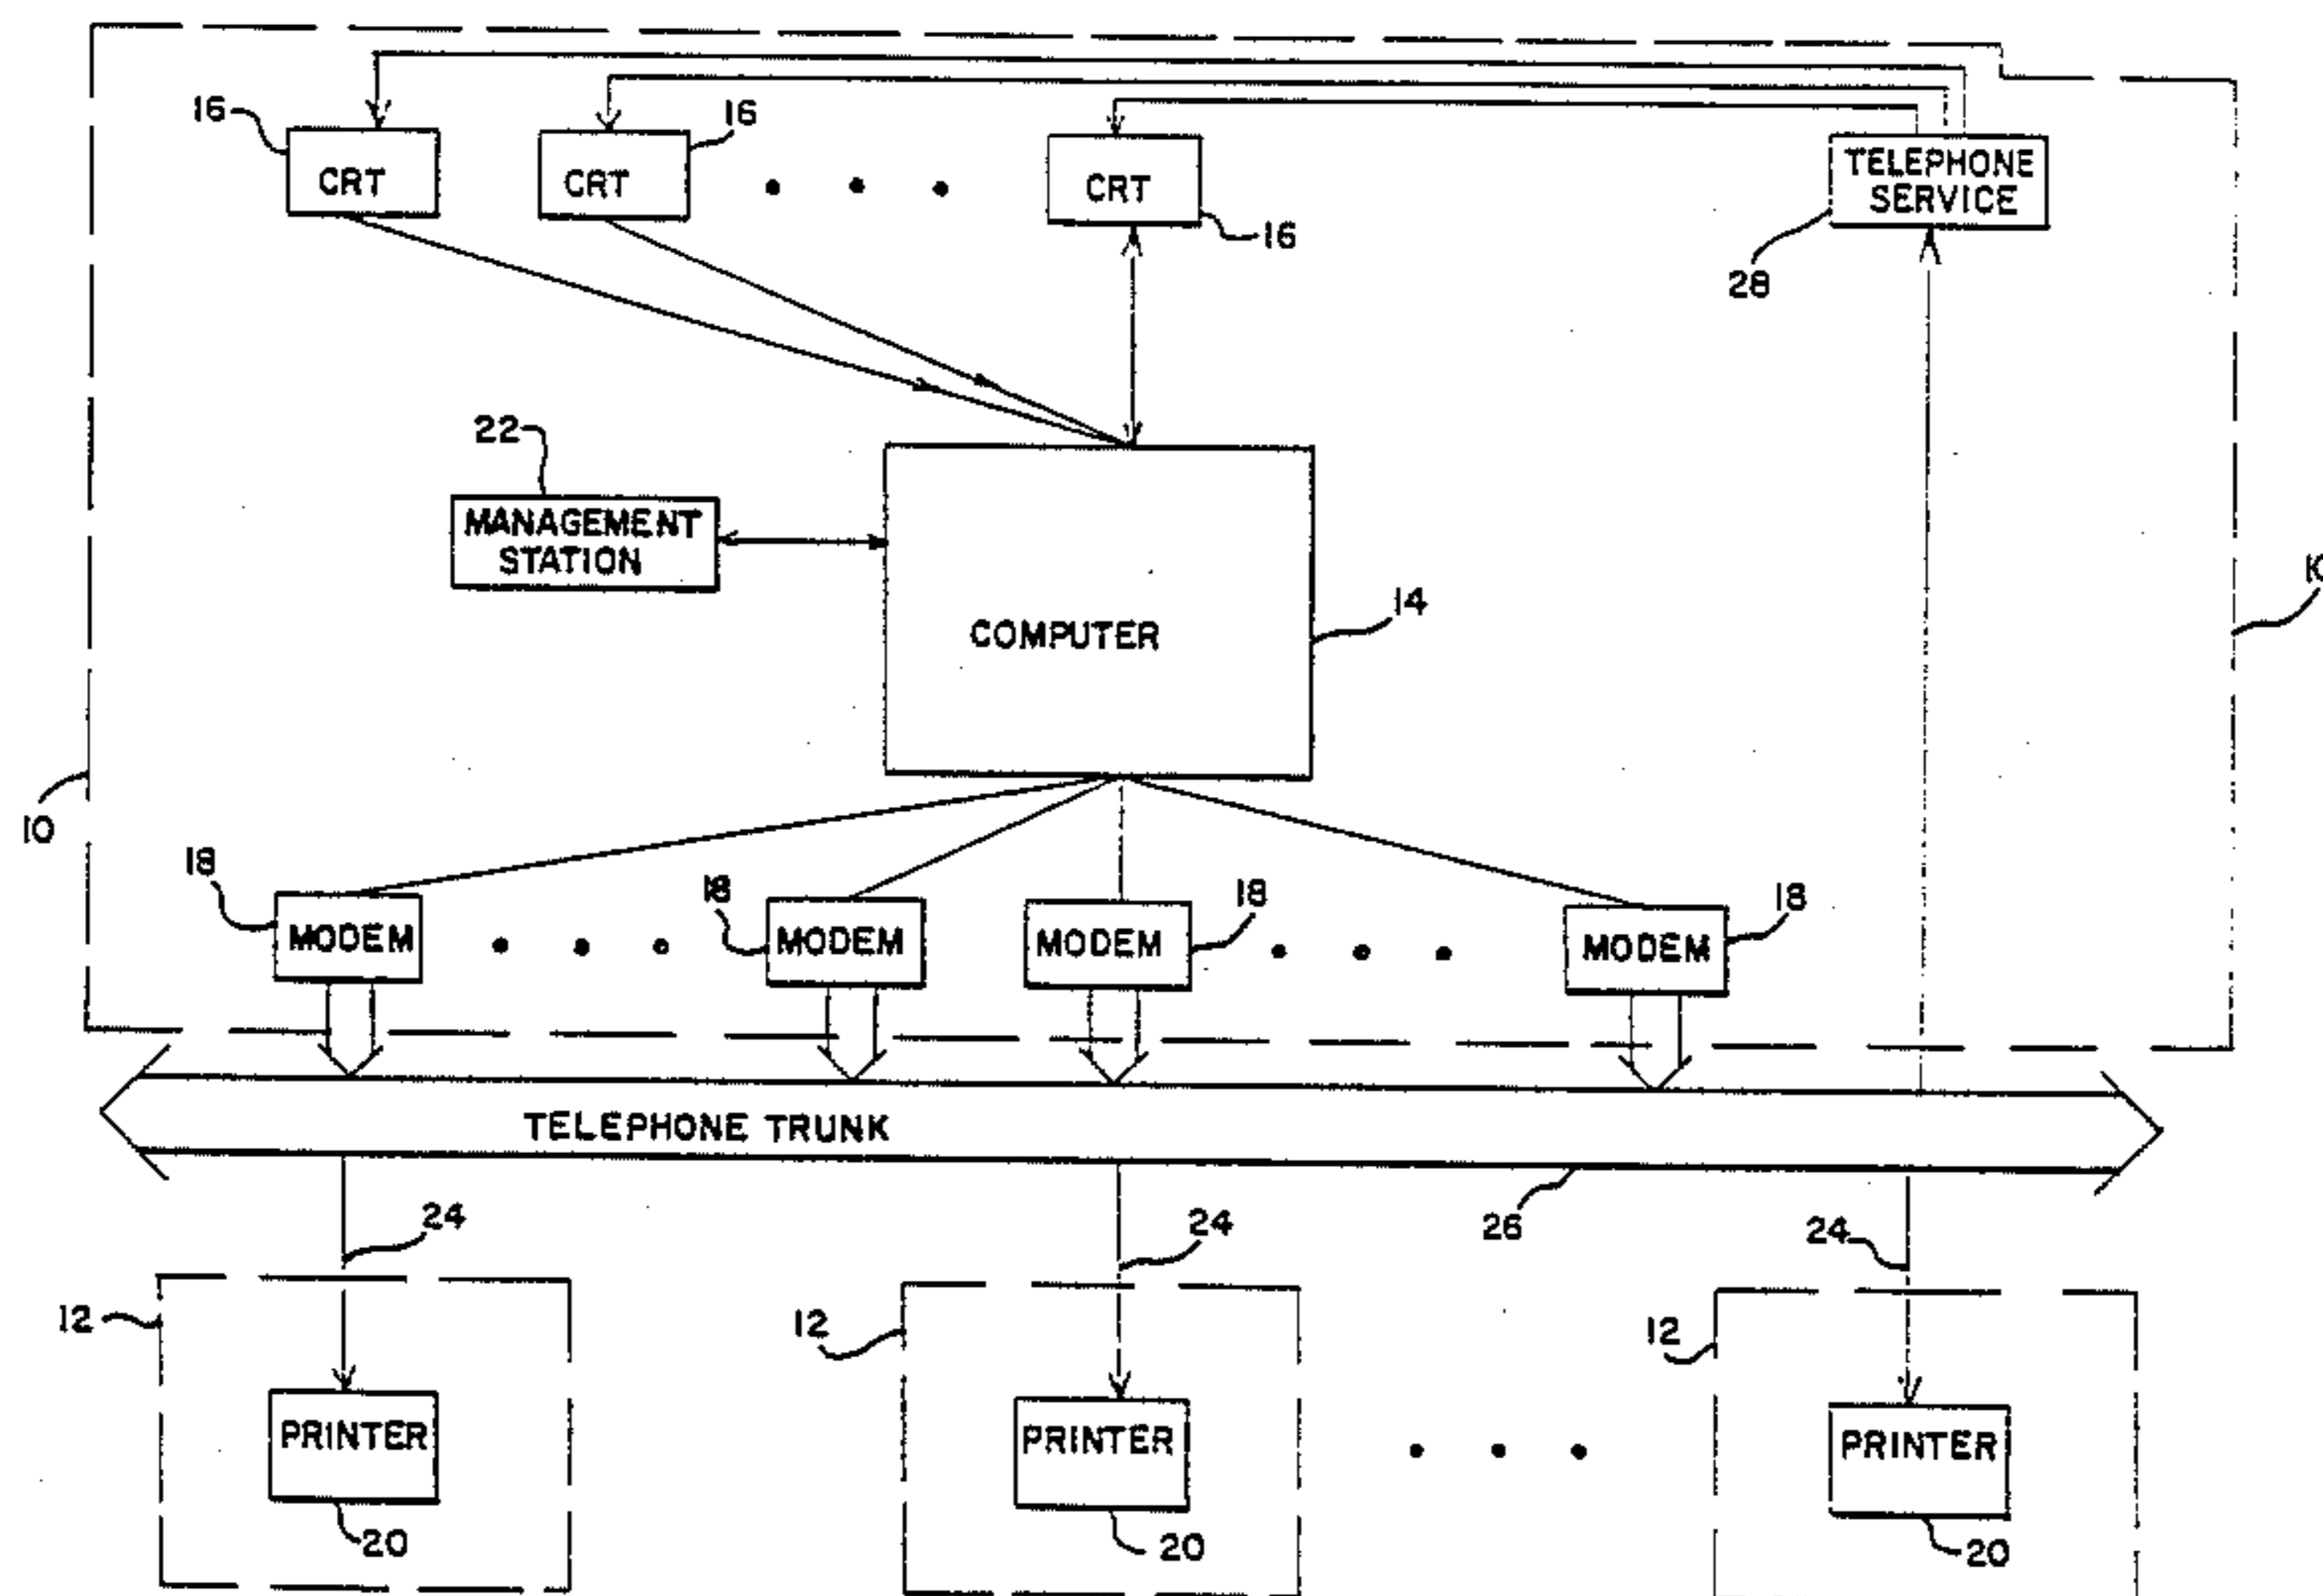 16
CRT
CRT
16
CRT
16
TELEPHONE
SERVICE
28
22
MANAGEMENT
STATION
COMPUTER
14
10
10
18
MODEM
18
MODEM
MODEM
18
MODEM
18
TELEPHONE TRUNK
26
24
24
24
12
PRINTER
20
12
PRINTER
20
12
PRINTER
20